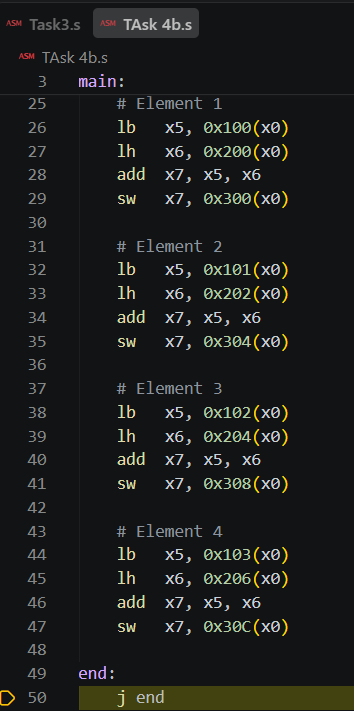 ASM Task3.s ASM TAsk 4b.s
ASM TAsk 4b.s
3 main:
25 # Element 1
26 lb x5, 0x100(x0)
27 lh x6, 0x200(x0)
28 add x7, x5, x6
29 sw x7, 0x300(x0)
30
31 # Element 2
32 lb x5, 0x101(x0)
33 lh x6, 0x202(x0)
34 add x7, x5, x6
35 sw x7, 0x304(x0)
36
37 # Element 3
38 lb x5, 0x102(x0)
39 lh x6, 0x204(x0)
40 add x7, x5, x6
41 sw x7, 0x308(x0)
42
43 # Element 4
44 lb x5, 0x103(x0)
45 lh x6, 0x206(x0)
46 add x7, x5, x6
47 sw x7, 0x30C(x0)
48
49 end:
50 j end